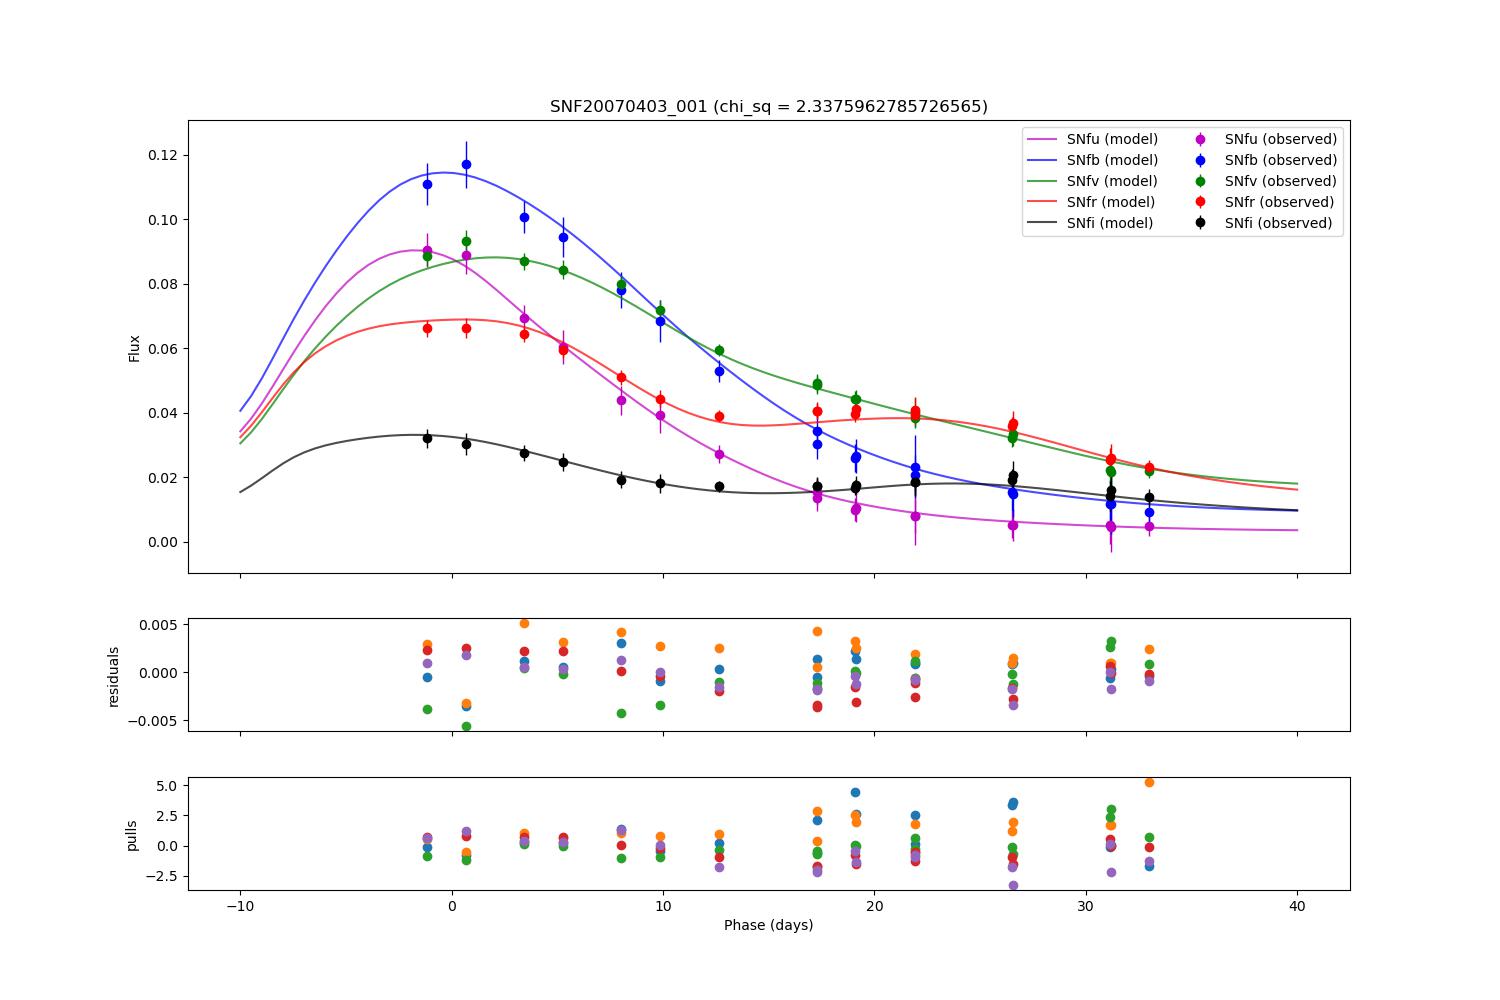 SNF20070403_001 (chi_sq = 2.3375962785726565)
SNfu (model) SNfu (observed)
SNfb (model) SNfb (observed)
SNfv (model) SNfv (observed)
SNfr (model) SNfr (observed)
SNfi (model) SNfi (observed)
0.12
0.10
0.08
0.06
0.04
0.02
0.00
Flux
0.005
0.000
−0.005
residuals
5.0
2.5
0.0
−2.5
pulls
−10 0 10 20 30 40
Phase (days)